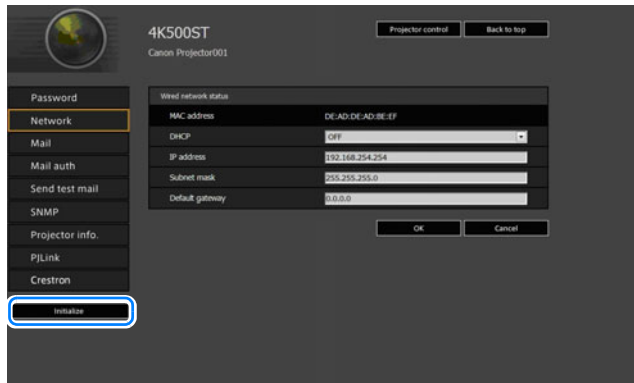 4K500ST
Canon Projector001
Projector control
Back to top
Password
Network
Mail
Mail auth
Send test mail
SNMP
Projector info.
PJLink
Crestron
Initialize
Wired network status
MAC address DE:AD:DE:AD:BE:EF
DHCP OFF
IP address 192.168.254.254
Subnet mask 255.255.255.0
Default gateway 0.0.0.0
OK
Cancel